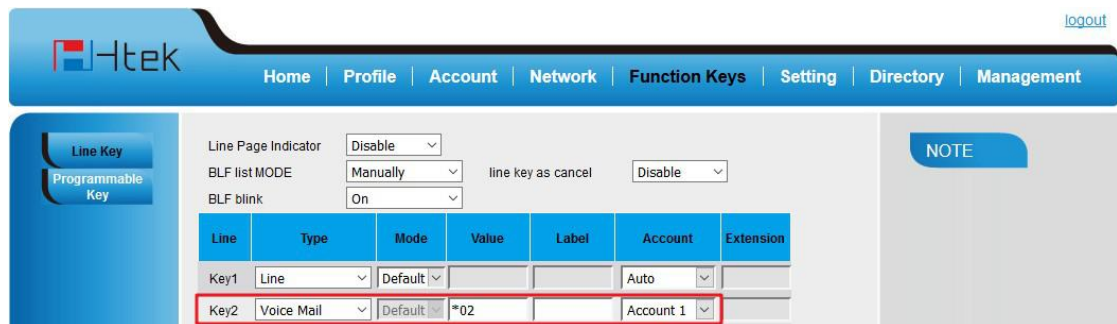 logout
Htek
Home | Profile | Account | Network | Function Keys | Setting | Directory | Management
Line Key
Programmable Key
Line Page Indicator Disable
BLF list MODE Manually line key as cancel Disable
BLF blink On
NOTE
Line Type Mode Value Label Account Extension
Key1 Line Default Auto
Key2 Voice Mail Default *02 Account 1